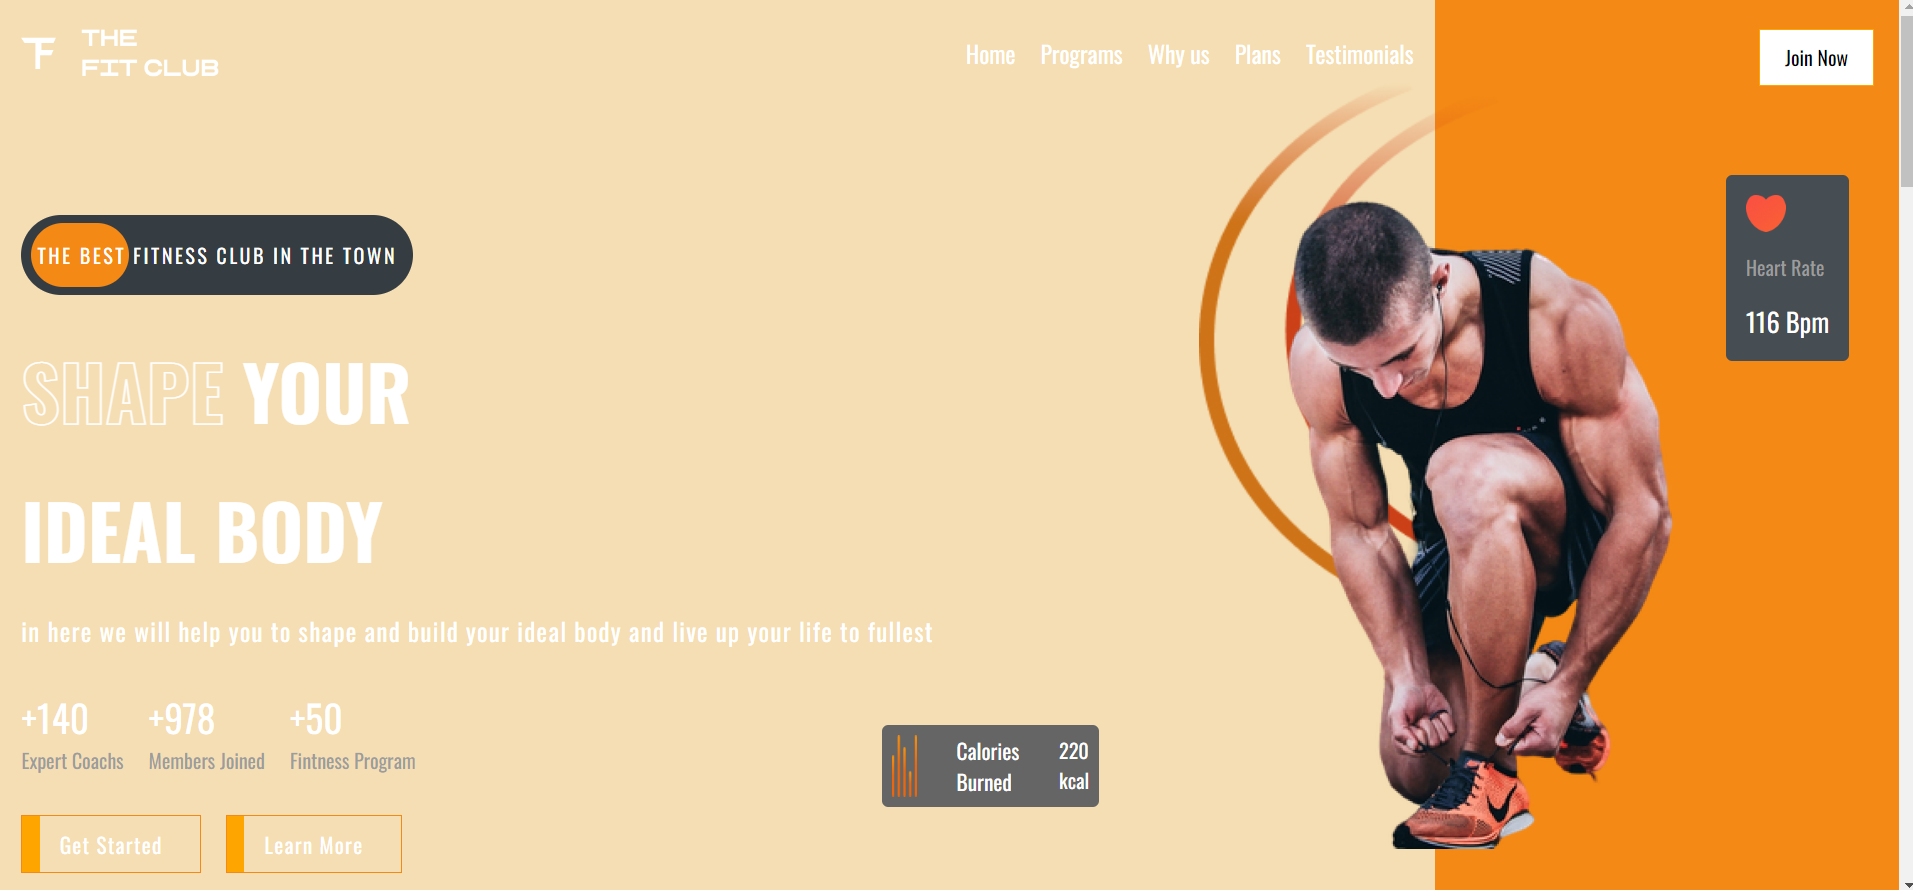 THE
FIT CLUB
Home Programs Why us Plans Testimonials
Join Now
THE BEST FITNESS CLUB IN THE TOWN
Heart Rate
116 Bpm
SHAPE YOUR
IDEAL BODY
in here we will help you to shape and build your ideal body and live up your life to fullest
+140 +978 +50
Expert Coachs Members Joined Fintness Program
Calories 220
Burned kcal
Get Started Learn More